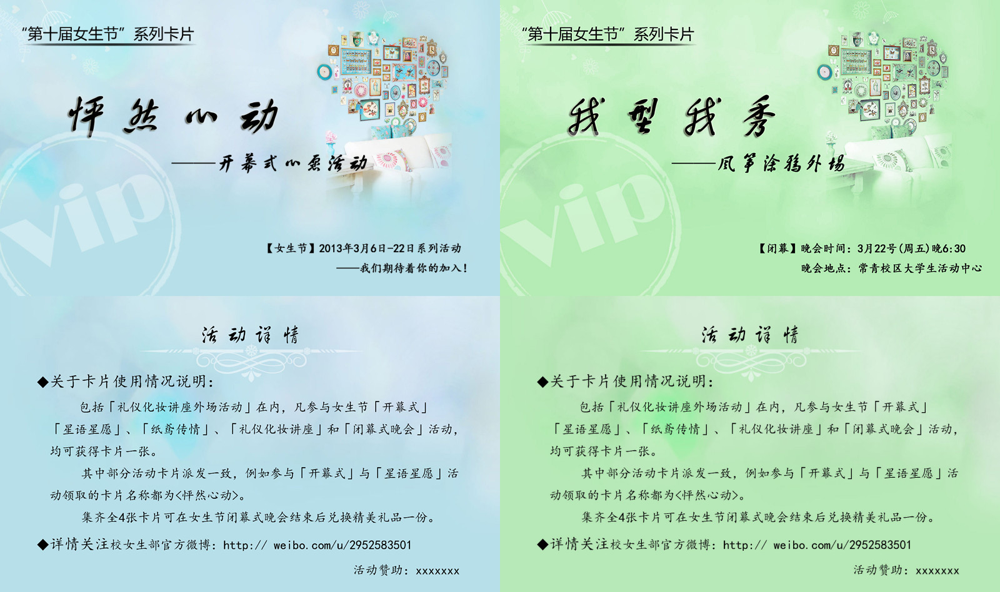 “第十届女生节”系列卡片
怦然心动
——开幕式心愿活动
vip
【女生节】2013年3月6日-22日系列活动
——我们期待着你的加入!
“第十届女生节”系列卡片
我型我秀
——风筝涂鸦外场
vip
【闭幕】晚会时间: 3月22号(周五)晚6:30
晚会地点: 常青校区大学生活动中心
活动详情
◆关于卡片使用情况说明:
包括「礼仪化妆讲座外场活动」在内, 凡参与女生节「开幕式」
「星语星愿」、「纸鸢传情」、「礼仪化妆讲座」和「闭幕式晚会」活动,
均可获得卡片一张。
其中部分活动卡片派发一致, 例如参与「开幕式」与「星语星愿」活
动领取的卡片名称都为<怦然心动>。
集齐全4张卡片可在女生节闭幕式晚会结束后兑换精美礼品一份。
◆详情关注校女生部官方微博: http:// weibo.com/u/2952583501
活动赞助: xxxxxxx
活动详情
◆关于卡片使用情况说明:
包括「礼仪化妆讲座外场活动」在内, 凡参与女生节「开幕式」
「星语星愿」、「纸鸢传情」、「礼仪化妆讲座」和「闭幕式晚会」活动,
均可获得卡片一张。
其中部分活动卡片派发一致, 例如参与「开幕式」与「星语星愿」活
动领取的卡片名称都为<怦然心动>。
集齐全4张卡片可在女生节闭幕式晚会结束后兑换精美礼品一份。
◆详情关注校女生部官方微博: http:// weibo.com/u/2952583501
活动赞助: xxxxxxx